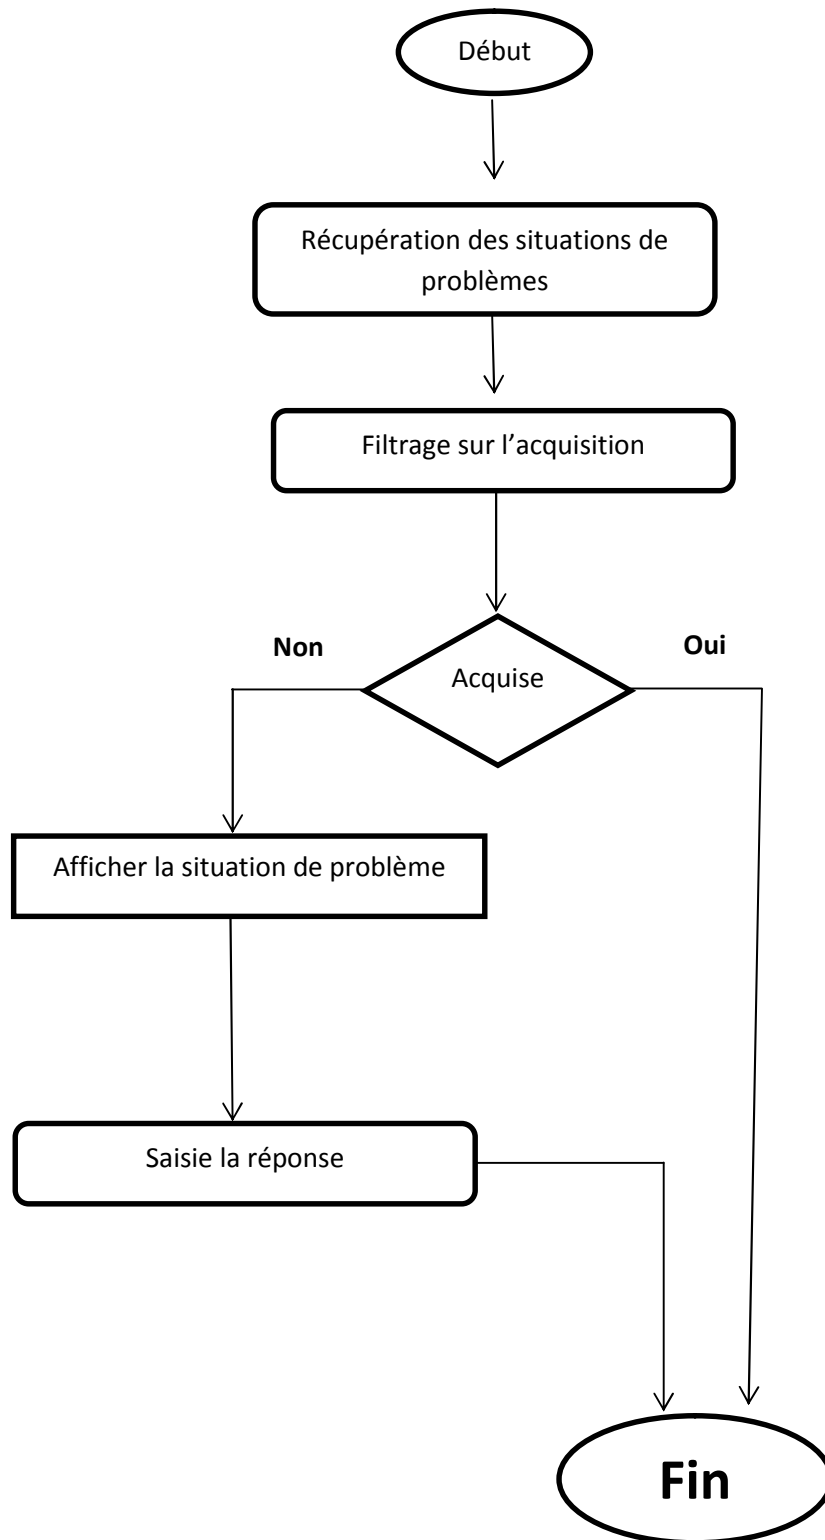 Début
Récupération des situations de
problèmes
Filtrage sur l’acquisition
Non
Oui
Acquise
Afficher la situation de problème
Saisie la réponse
Fin